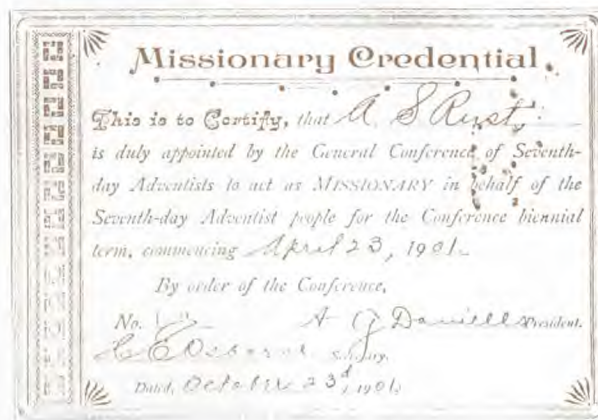 Missionary Credential
This is to Certify, that A S Rust
is duly appointed by the General Conference of Seventh-
day Adventists to act as MISSIONARY in behalf of the
Seventh-day Adventist people for the Conference biennial
term, commencing April 23, 1901.
By order of the Conference,
No. A G Daniells President.
Secretary.
Dated, October 23d, 1901